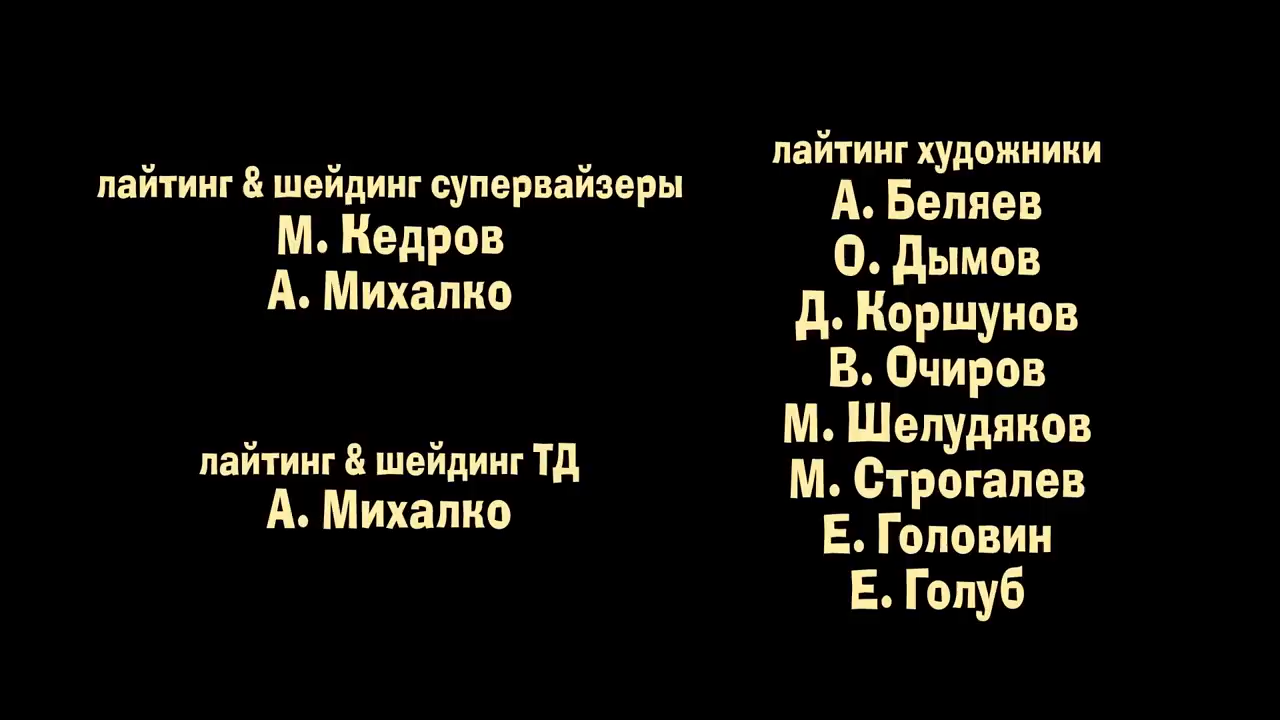 лайтинг & шейдинг супервайзеры
М. Кедров
А. Михалко
лайтинг & шейдинг ТД
А. Михалко
лайтинг художники
А. Беляев
О. Дымов
Д. Коршунов
В. Очиров
М. Шелудяков
М. Строгалев
Е. Головин
Е. Голуб